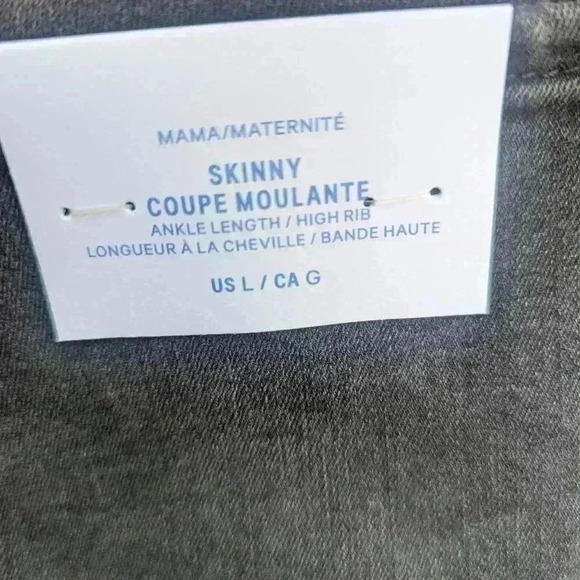 MAMA/MATERNITÉ
SKINNY
COUPE MOULANTE
ANKLE LENGTH / HIGH RIB
LONGUEUR À LA CHEVILLE / BANDE HAUTE
US L / CA G